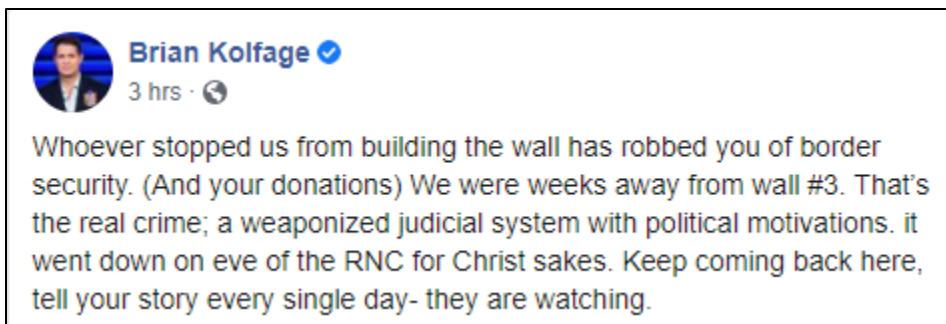 Brian Kolfage
3 hrs ·
Whoever stopped us from building the wall has robbed you of border
security. (And your donations) We were weeks away from wall #3. That's
the real crime; a weaponized judicial system with political motivations. it
went down on eve of the RNC for Christ sakes. Keep coming back here,
tell your story every single day- they are watching.